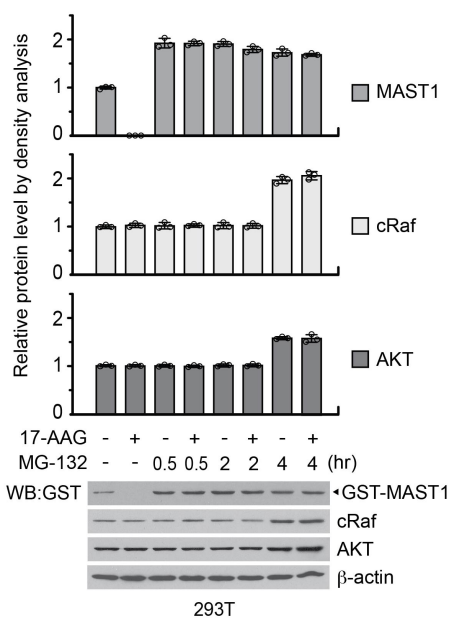 Relative protein level by density analysis
2
1
0
MAST1
2
1
0
cRaf
2
1
0
AKT
17-AAG - + - + - + - +
MG-132 - - 0.5 0.5 2 2 4 4 (hr)
WB:GST ◄GST-MAST1
cRaf
AKT
β-actin
293T